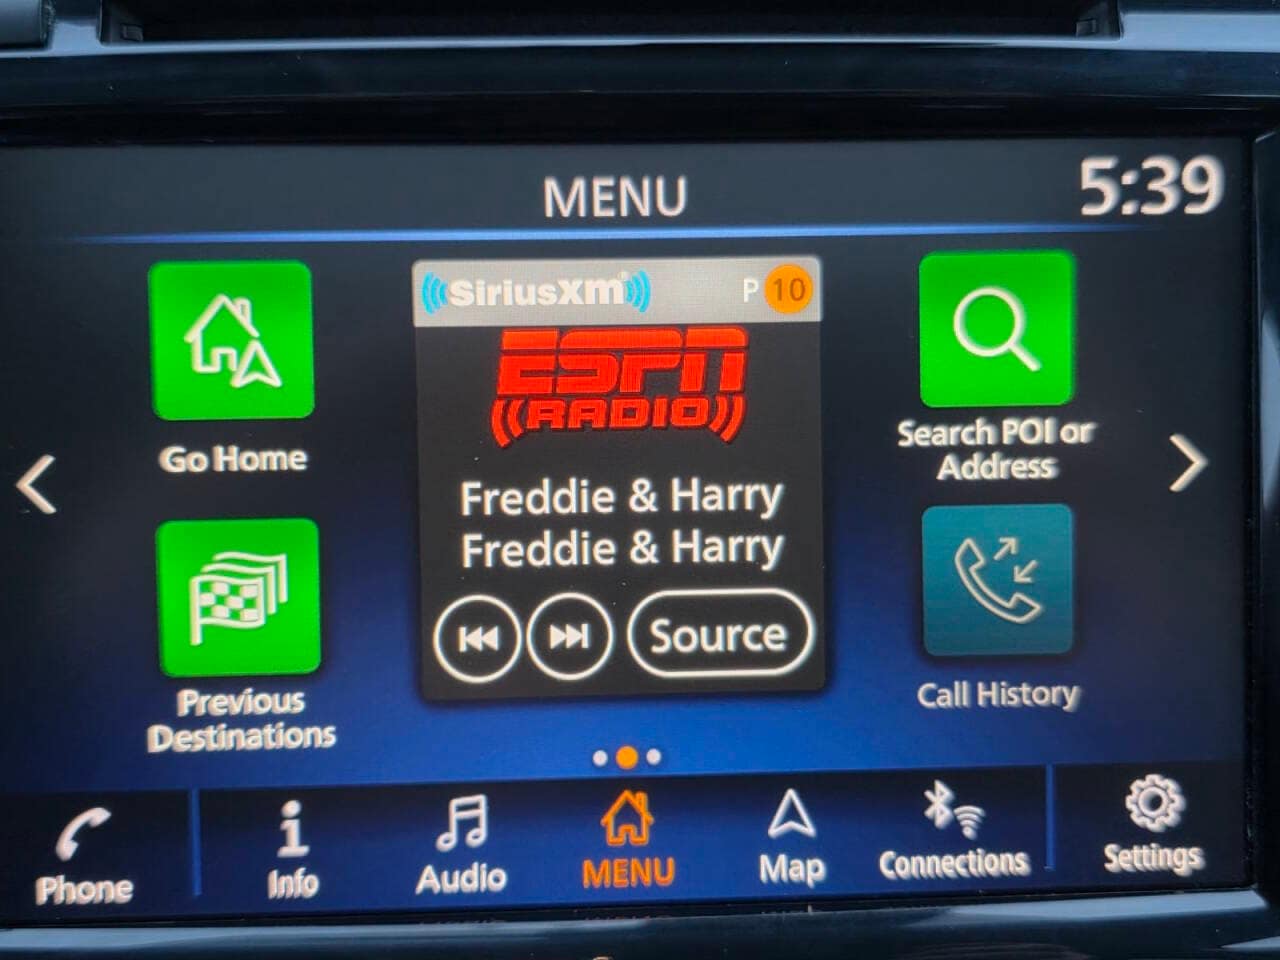 MENU
5:39
SiriusXm
P 10
ESPN
RADIO
Go Home
Freddie & Harry
Freddie & Harry
Source
Search POI or
Address
Previous
Destinations
Call History
Phone
Info
Audio
MENU
Map
Connections
Settings